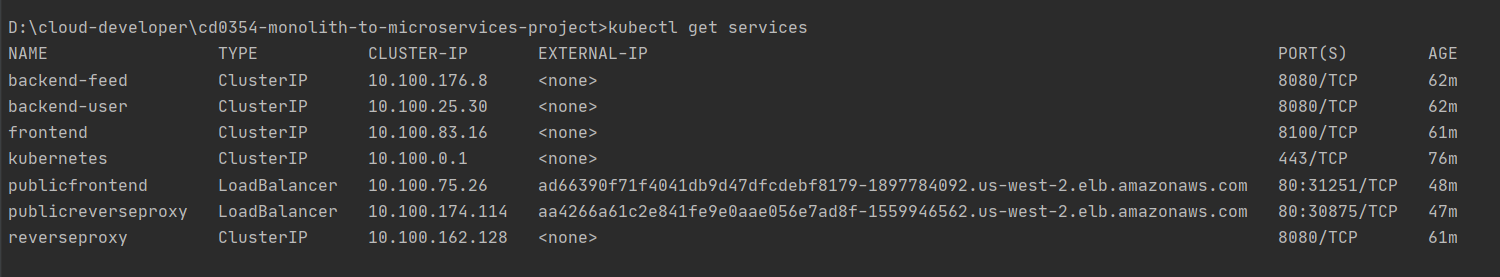 D:\cloud-developer\cd0354-monolith-to-microservices-project>kubectl get services
NAME TYPE CLUSTER-IP EXTERNAL-IP PORT(S) AGE
backend-feed ClusterIP 10.100.176.8 <none> 8080/TCP 62m
backend-user ClusterIP 10.100.25.30 <none> 8080/TCP 62m
frontend ClusterIP 10.100.83.16 <none> 8100/TCP 61m
kubernetes ClusterIP 10.100.0.1 <none> 443/TCP 76m
publicfrontend LoadBalancer 10.100.75.26 ad66390f71f4041db9d47dfcdebf8179-1897784092.us-west-2.elb.amazonaws.com 80:31251/TCP 48m
publicreverseproxy LoadBalancer 10.100.174.114 aa4266a61c2e841fe9e0aae056e7ad8f-1559946562.us-west-2.elb.amazonaws.com 80:30875/TCP 47m
reverseproxy ClusterIP 10.100.162.128 <none> 8080/TCP 61m